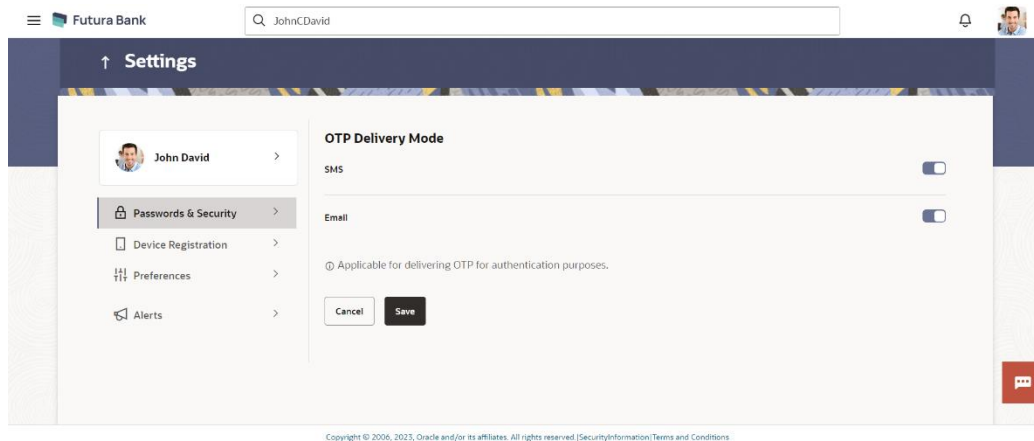 Futura Bank
JohnCDavid
↑ Settings
John David
Passwords & Security
Device Registration
Preferences
Alerts
OTP Delivery Mode
SMS
Email
Applicable for delivering OTP for authentication purposes.
Cancel
Save
Copyright © 2006, 2023, Oracle and/or its affiliates. All rights reserved.|SecurityInformation|Terms and Conditions